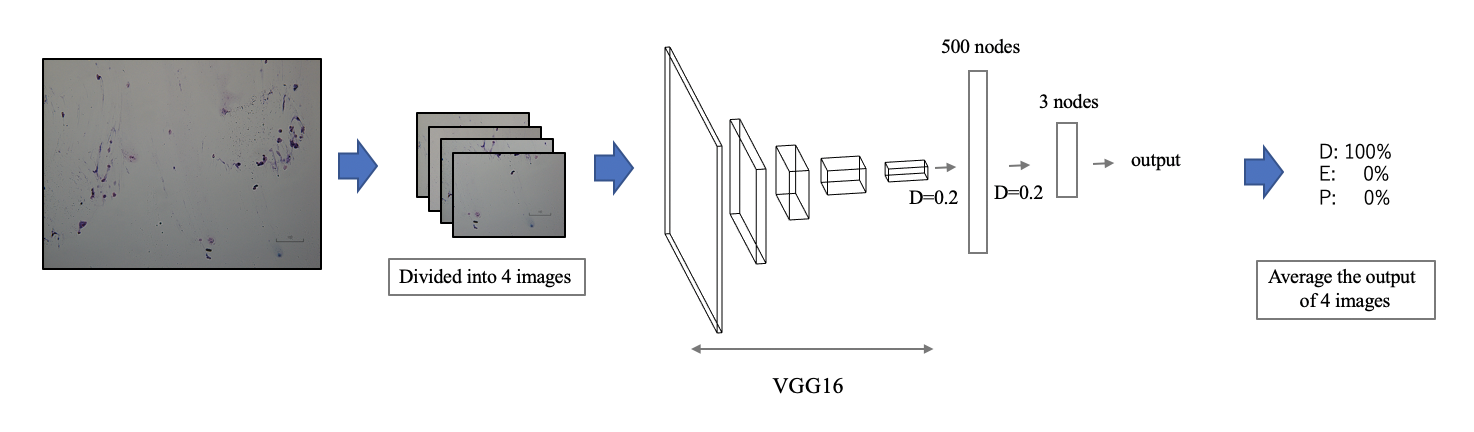 500 nodes
3 nodes
output
D=0.2
D=0.2
D: 100%
E: 0%
P: 0%
Divided into 4 images
Average the output
of 4 images
VGG16